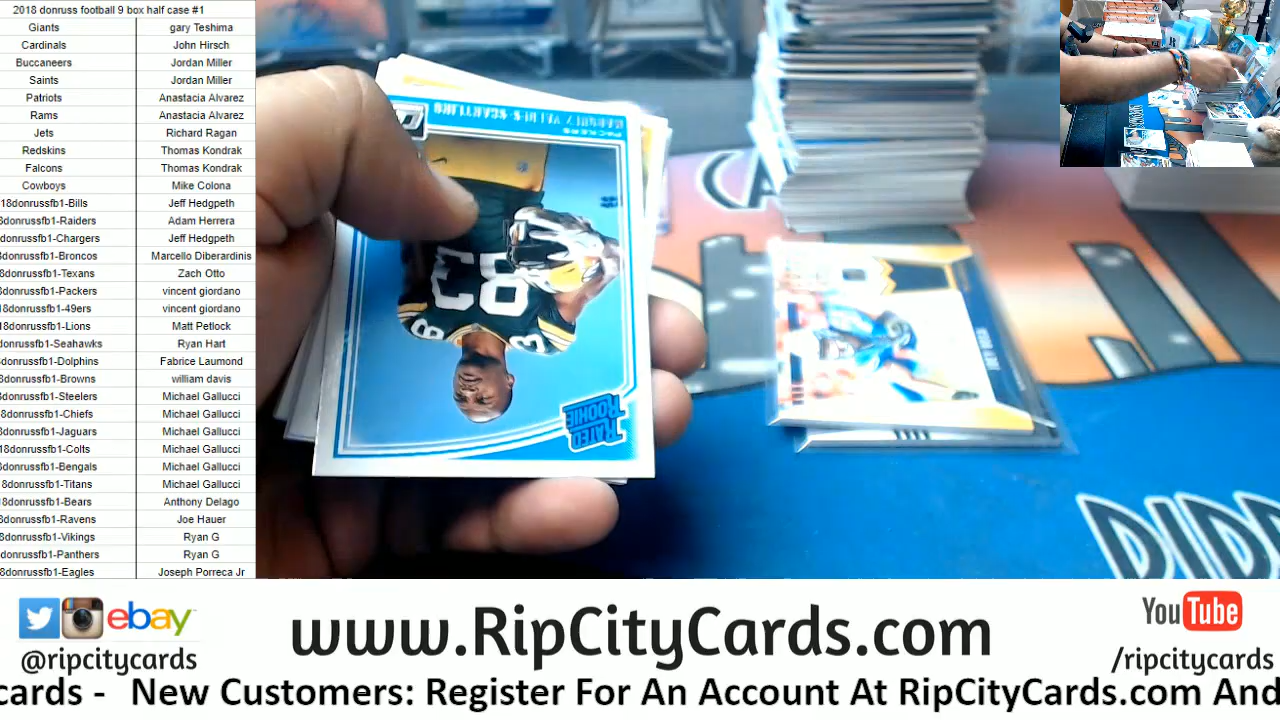 2018 donruss football 9 box half case #1
Giants gary Teshima
Cardinals John Hirsch
Buccaneers Jordan Miller
Saints Jordan Miller
Patriots Anastacia Alvarez
Rams Anastacia Alvarez
Jets Richard Ragan
Redskins Thomas Kondrak
Falcons Thomas Kondrak
Cowboys Mike Colona
18donrussfb1-Bills Jeff Hedgpeth
8donrussfb1-Raiders Adam Herrera
donrussfb1-Chargers Jeff Hedgpeth
8donrussfb1-Broncos Marcello Diberardinis
8donrussfb1-Texans Zach Otto
8donrussfb1-Packers vincent giordano
18donrussfb1-49ers vincent giordano
18donrussfb1-Lions Matt Petlock
donrussfb1-Seahawks Ryan Hart
donrussfb1-Dolphins Fabrice Laumond
8donrussfb1-Browns william davis
8donrussfb1-Steelers Michael Gallucci
8donrussfb1-Chiefs Michael Gallucci
8donrussfb1-Jaguars Michael Gallucci
18donrussfb1-Colts Michael Gallucci
8donrussfb1-Bengals Michael Gallucci
18donrussfb1-Titans Michael Gallucci
18donrussfb1-Bears Anthony Delago
8donrussfb1-Ravens Joe Hauer
8donrussfb1-Vikings Ryan G
donrussfb1-Panthers Ryan G
8donrussfb1-Eagles Joseph Porreca Jr
PACKERS
83
8
RATED
ROOKIE
ebay
@ripcitycards
www.RipCityCards.com
YouTube
/ripcitycards
cards - New Customers: Register For An Account At RipCityCards.com And